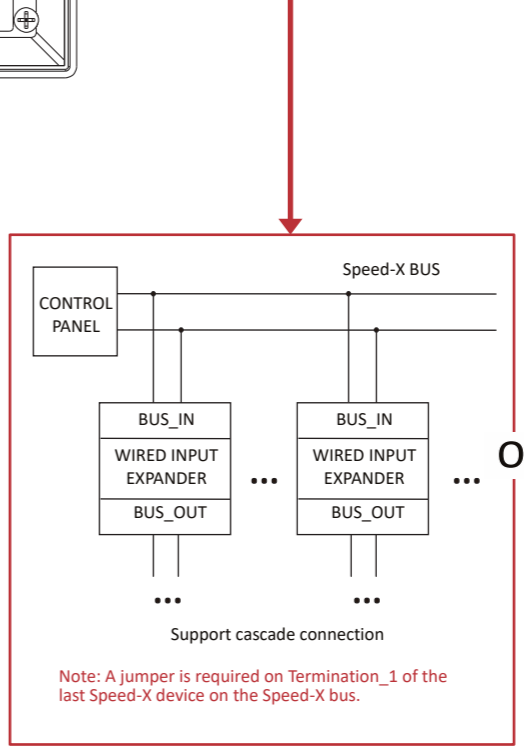 Speed-X BUS
CONTROL
PANEL
BUS_IN
WIRED INPUT
EXPANDER
BUS_OUT
...
BUS_IN
WIRED INPUT
EXPANDER
BUS_OUT
...
O
...
...
Support cascade connection
Note: A jumper is required on Termination_1 of the
last Speed-X device on the Speed-X bus.